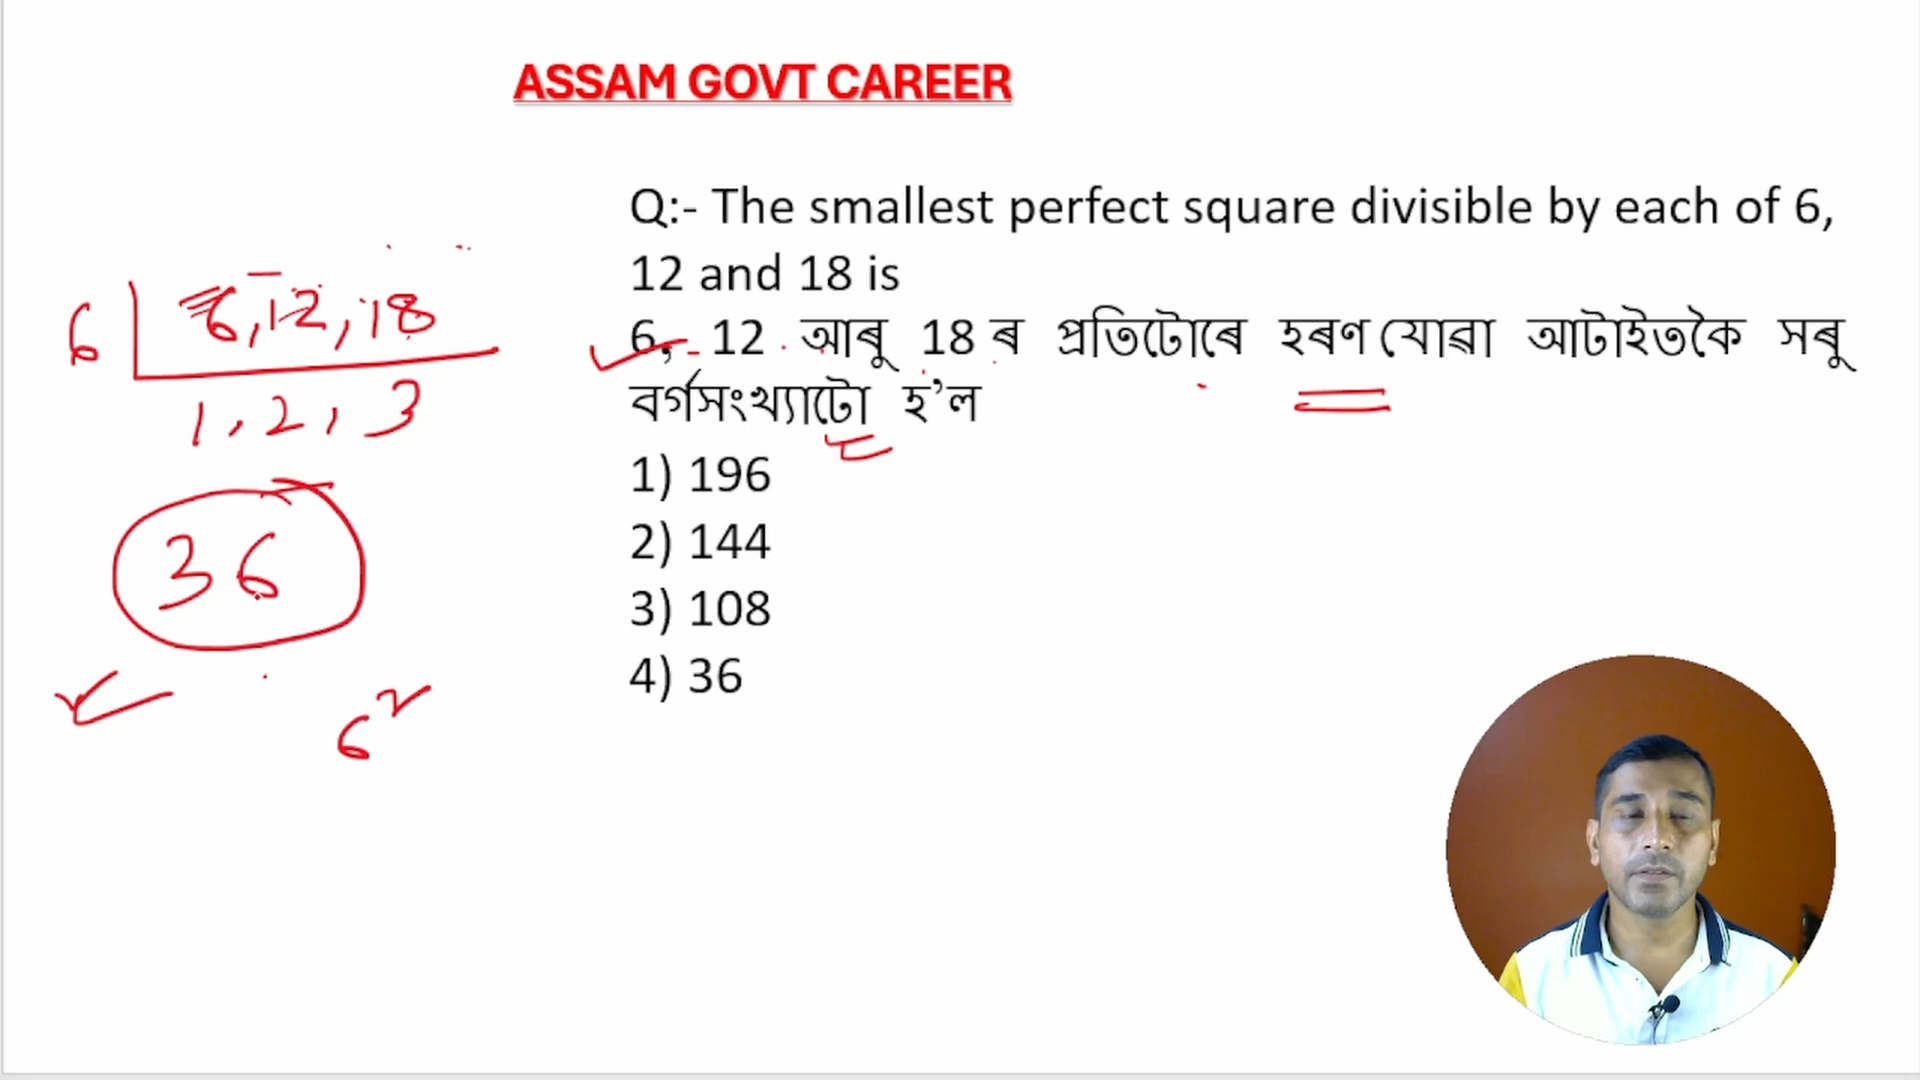 ASSAM GOVT CAREER
Q:- The smallest perfect square divisible by each of 6,
12 and 18 is
6, 12 আৰু 18 ৰ প্ৰতিটোৰে হৰণ যোৱা আটাইতকৈ সৰু
বৰ্গসংখ্যাটো হ’ল
1) 196
2) 144
3) 108
4) 36
6 6, 12, 18
1, 2, 3
36
6²